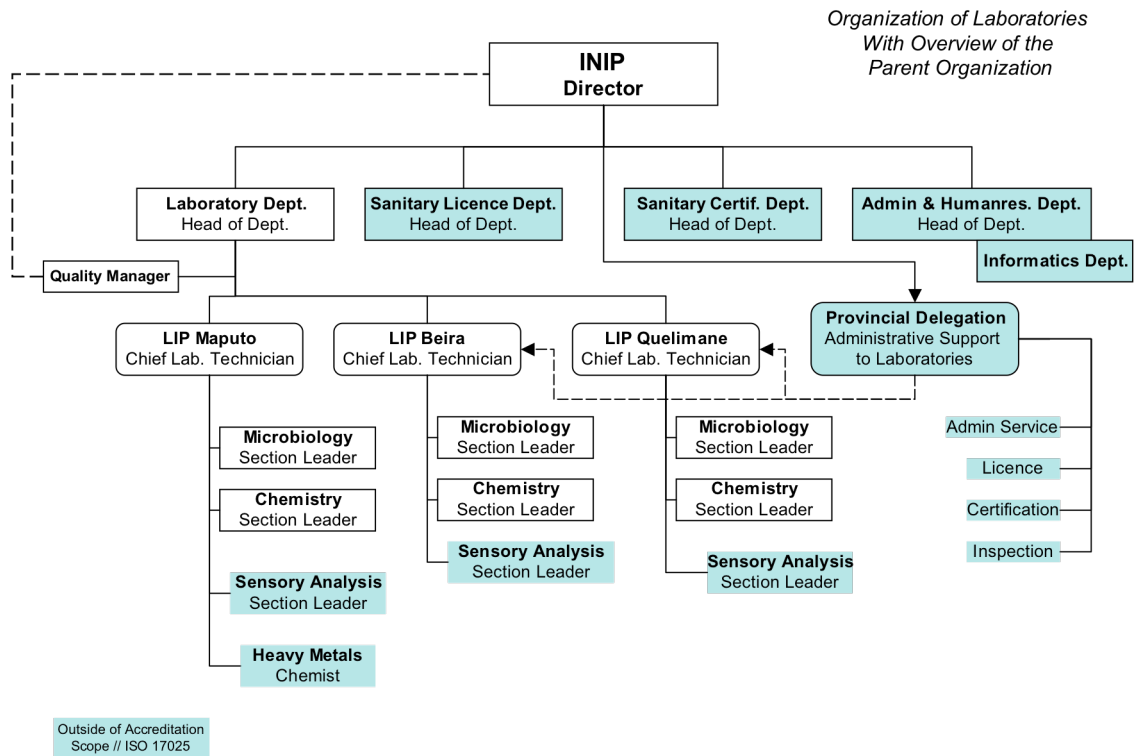 Organization of Laboratories
With Overview of the
Parent Organization
INIP
Director
Laboratory Dept.
Head of Dept.
Sanitary Licence Dept.
Head of Dept.
Sanitary Certif. Dept.
Head of Dept.
Admin & Humanres. Dept.
Head of Dept.
Informatics Dept.
Quality Manager
LIP Maputo
Chief Lab. Technician
LIP Beira
Chief Lab. Technician
LIP Quelimane
Chief Lab. Technician
Provincial Delegation
Administrative Support
to Laboratories
Microbiology
Section Leader
Chemistry
Section Leader
Sensory Analysis
Section Leader
Heavy Metals
Chemist
Microbiology
Section Leader
Chemistry
Section Leader
Sensory Analysis
Section Leader
Microbiology
Section Leader
Chemistry
Section Leader
Sensory Analysis
Section Leader
Admin Service
Licence
Certification
Inspection
Outside of Accreditation
Scope // ISO 17025